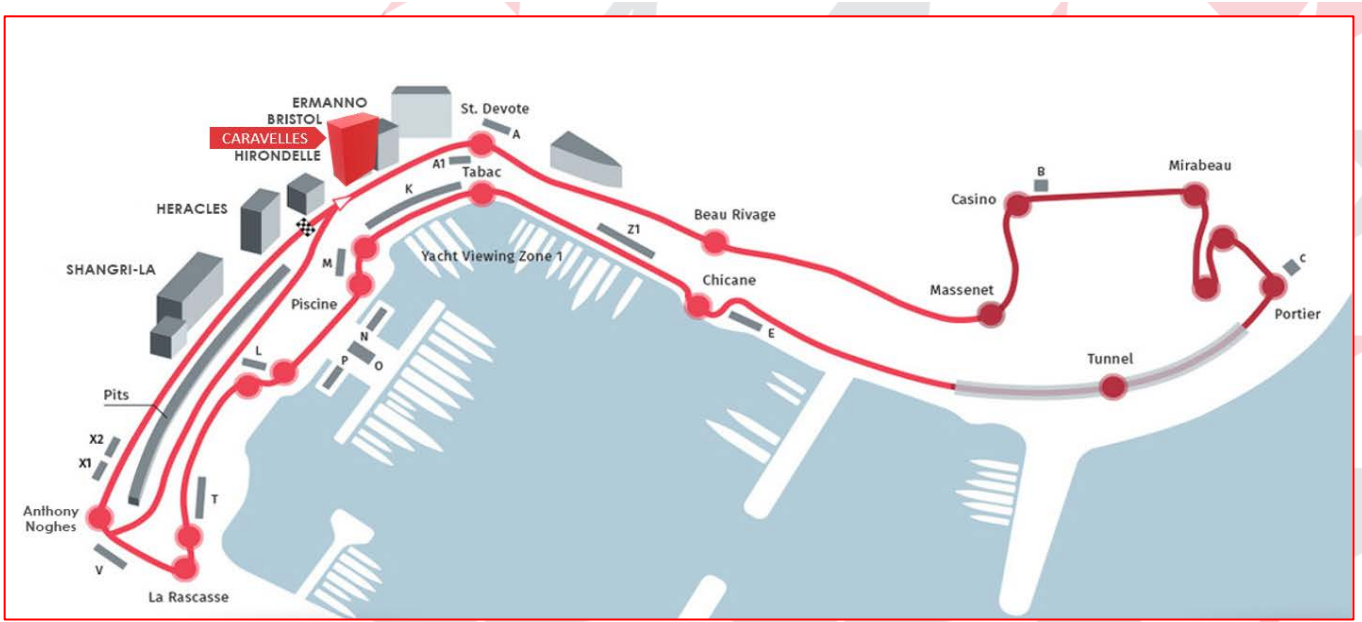 ERMANNO
BRISTOL
CARAVELLES
HIRONDELLE
St. Devote
A
A1
Tabac
K
HERACLES
SHANGRI-LA
M
Piscine
Yacht Viewing Zone 1
Z1
Beau Rivage
Chicane
E
Casino
B
Mirabeau
C
Portier
Massenet
Tunnel
N
O
P
L
Pits
X2
X1
T
Anthony
Noghes
V
La Rascasse